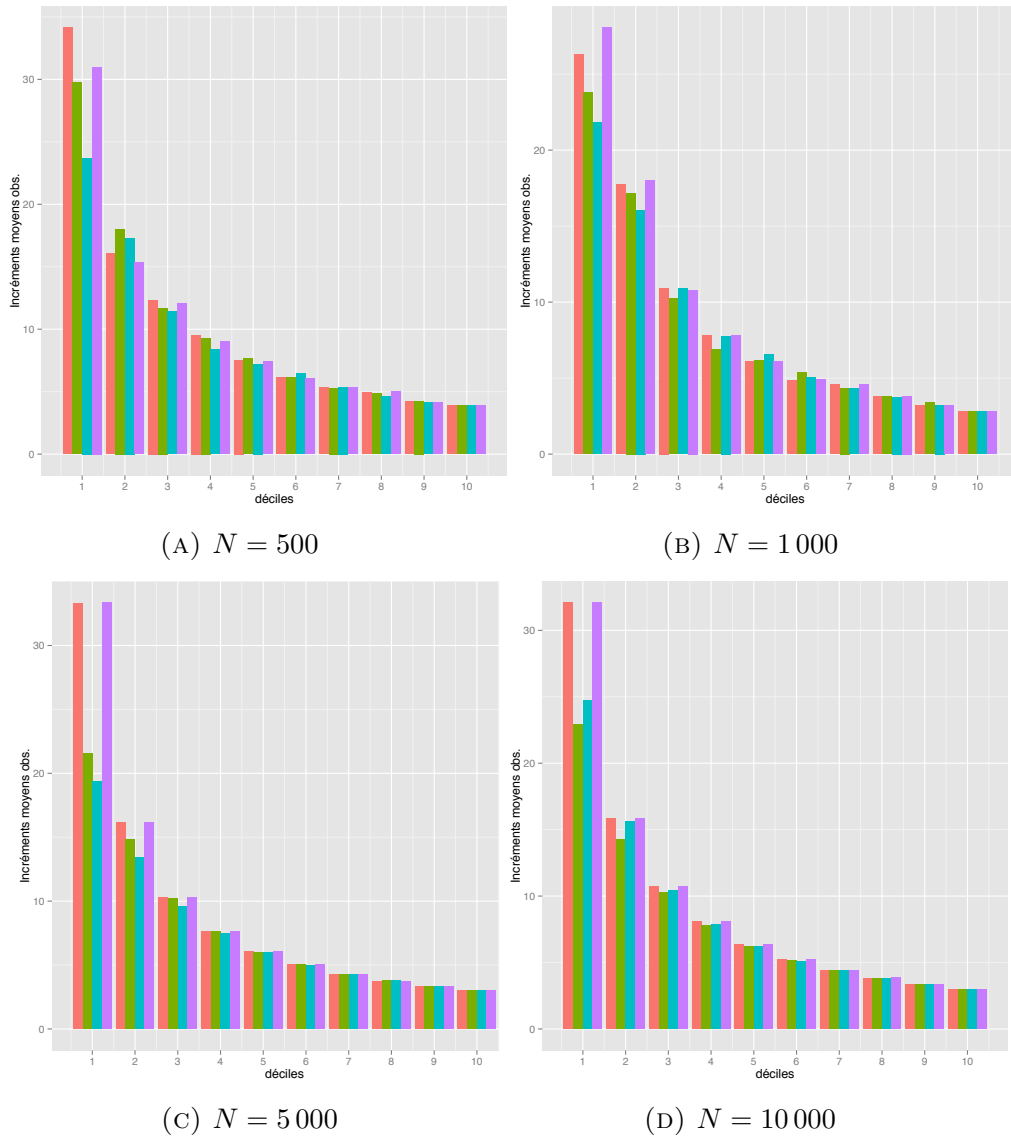 Incréments moyens obs.
30
20
10
0
1 2 3 4 5 6 7 8 9 10
déciles
(A) N = 500
Incréments moyens obs.
20
10
0
1 2 3 4 5 6 7 8 9 10
déciles
(B) N = 1 000
Incréments moyens obs.
30
20
10
0
1 2 3 4 5 6 7 8 9 10
déciles
(C) N = 5 000
Incréments moyens obs.
30
20
10
0
1 2 3 4 5 6 7 8 9 10
déciles
(D) N = 10 000